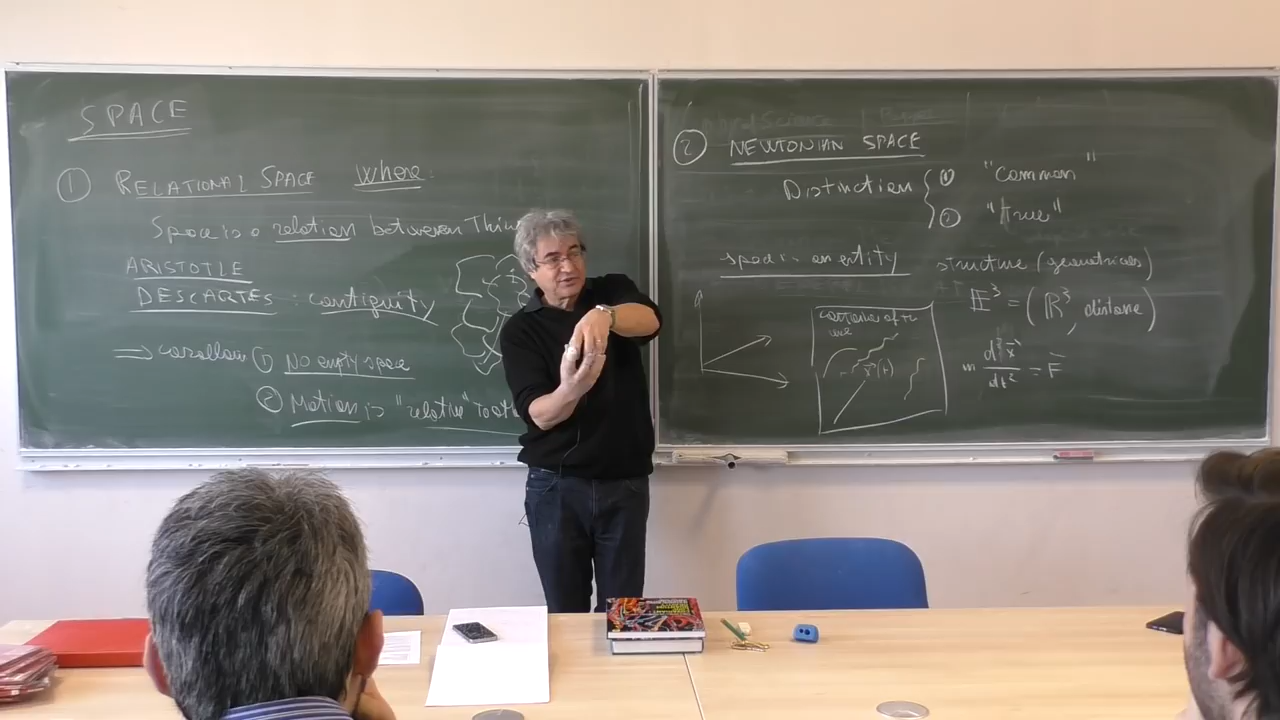 SPACE
① RELATIONAL SPACE Where:
Space is a relation between Thin
ARISTOTLE
DESCARTES: contiguity
⇒ corollary ① No empty space
② Motion is "relative" to
② NEWTONIAN SPACE
Distinction { ① "common"
② "true"
space is an entity structure (geometrical)
𝔼³ = (ℝ³, distance)
container of
x⃗(t)
m d²x⃗/dt² = F⃗